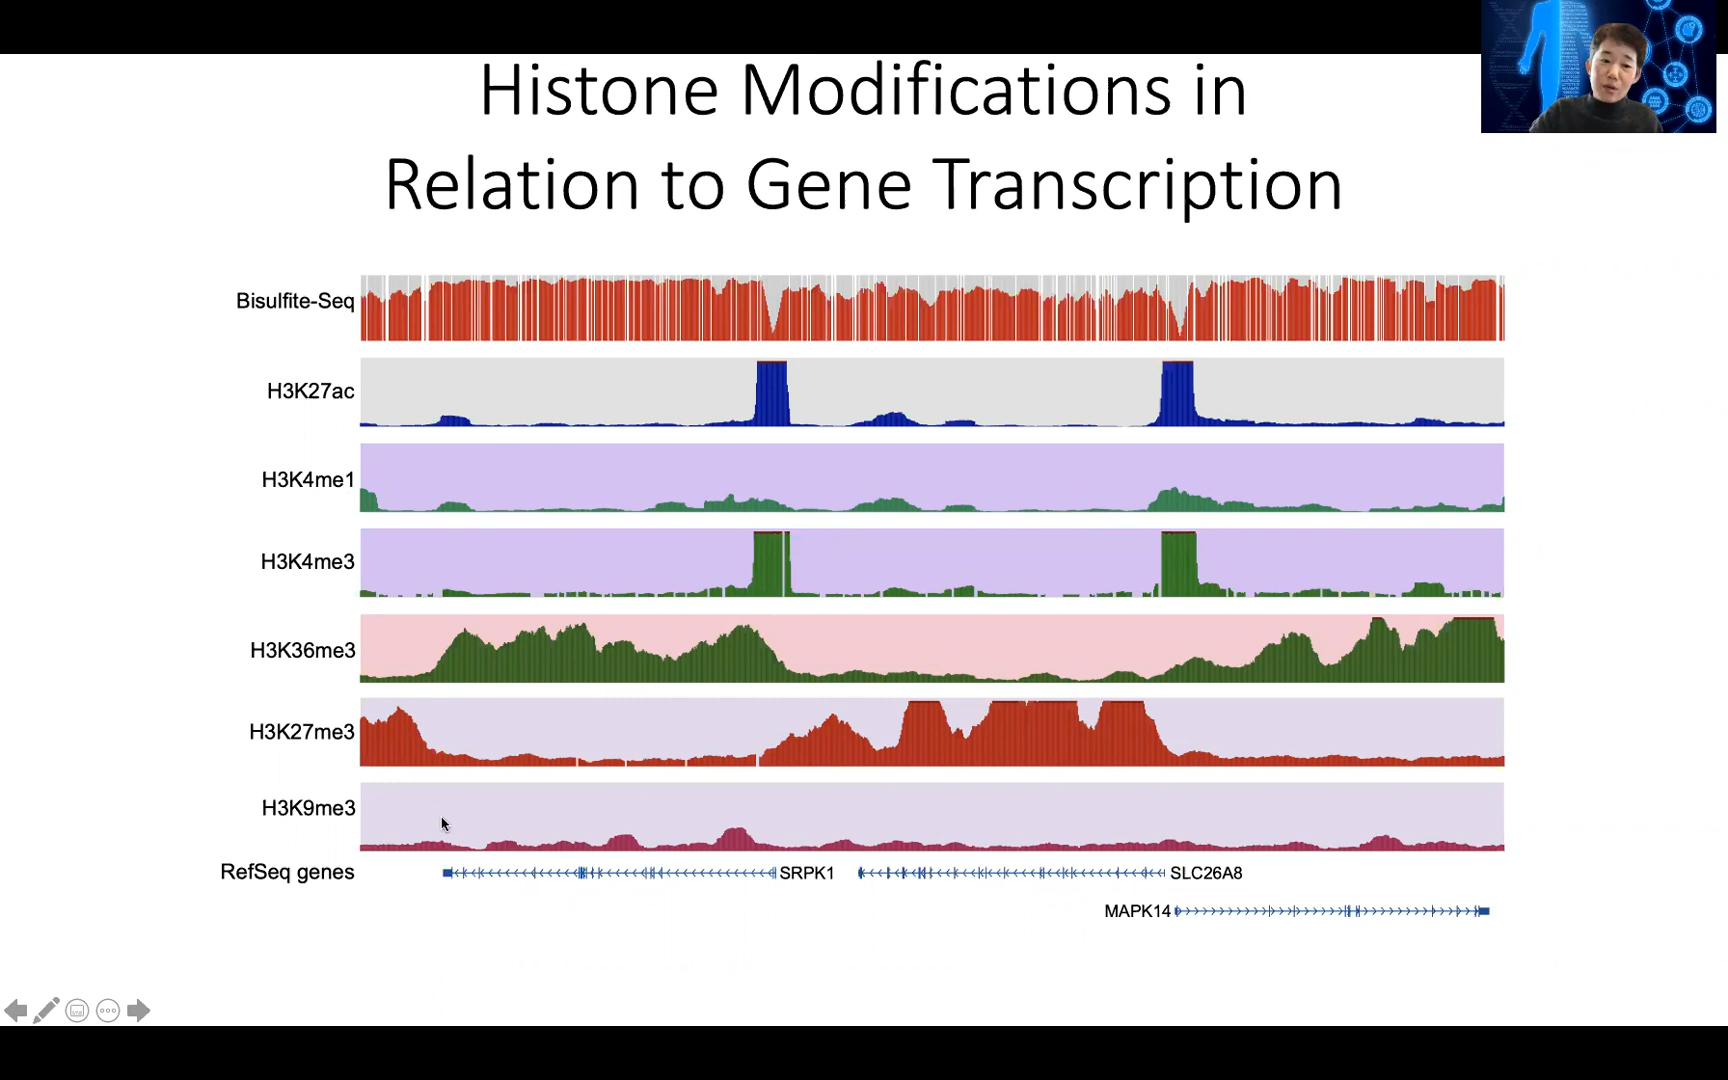 Histone Modifications in
Relation to Gene Transcription
Bisulfite-Seq
H3K27ac
H3K4me1
H3K4me3
H3K36me3
H3K27me3
H3K9me3
RefSeq genes
SRPK1
SLC26A8
MAPK14